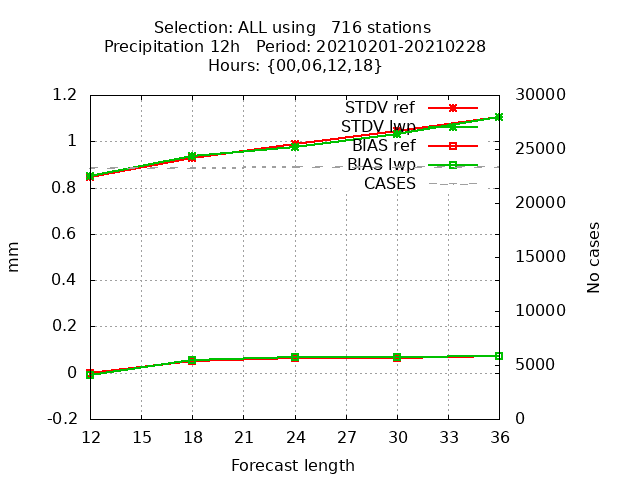 Selection: ALL using   716 stations
Precipitation 12h   Period: 20210201-20210228
Hours: {00,06,12,18}
1.2
1
0.8
0.6
0.4
0.2
0
-0.2
mm
STDV ref
STDV lwp
BIAS ref
BIAS lwp
CASES
30000
25000
20000
15000
10000
5000
0
No cases
12 15 18 21 24 27 30 33 36
Forecast length